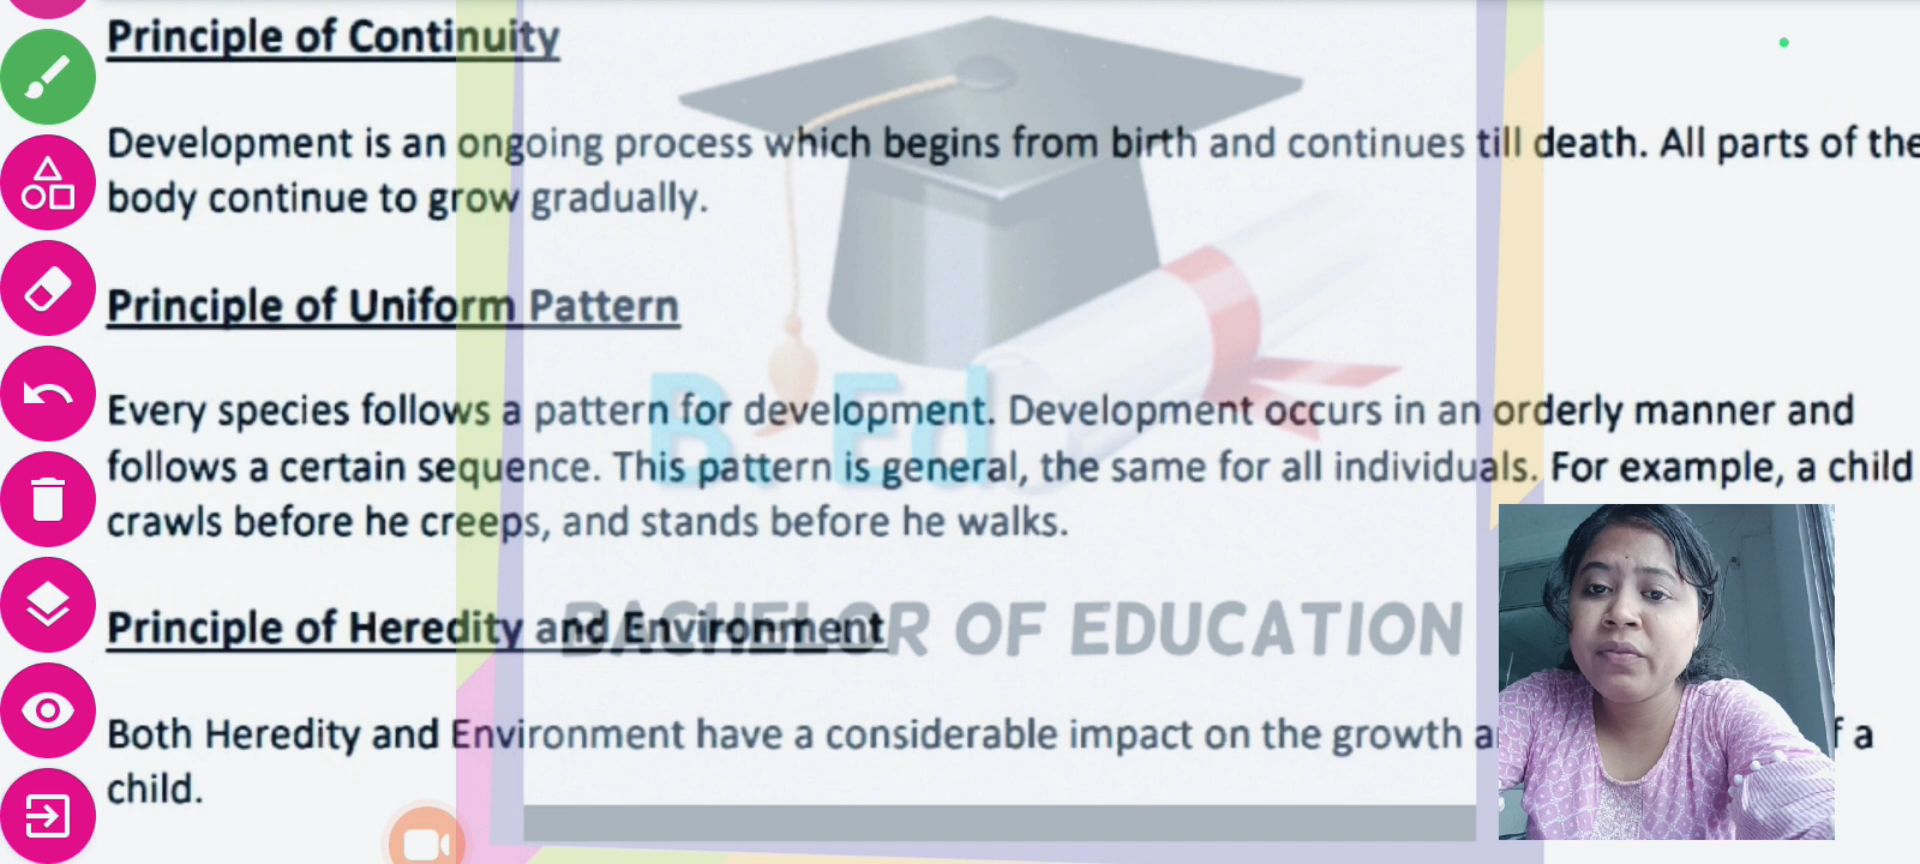 Principle of Continuity
Development is an ongoing process which begins from birth and continues till death. All parts of the
body continue to grow gradually.
Principle of Uniform Pattern
Every species follows a pattern for development. Development occurs in an orderly manner and
follows a certain sequence. This pattern is general, the same for all individuals. For example, a child
crawls before he creeps, and stands before he walks.
B.Ed
Principle of Heredity and Environment
BACHELOR OF EDUCATION
Both Heredity and Environment have a considerable impact on the growth a
child.